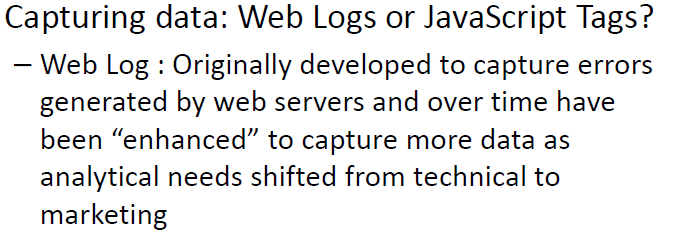 Capturing data: Web Logs or JavaScript Tags?
– Web Log : Originally developed to capture errors
generated by web servers and over time have
been “enhanced” to capture more data as
analytical needs shifted from technical to
marketing